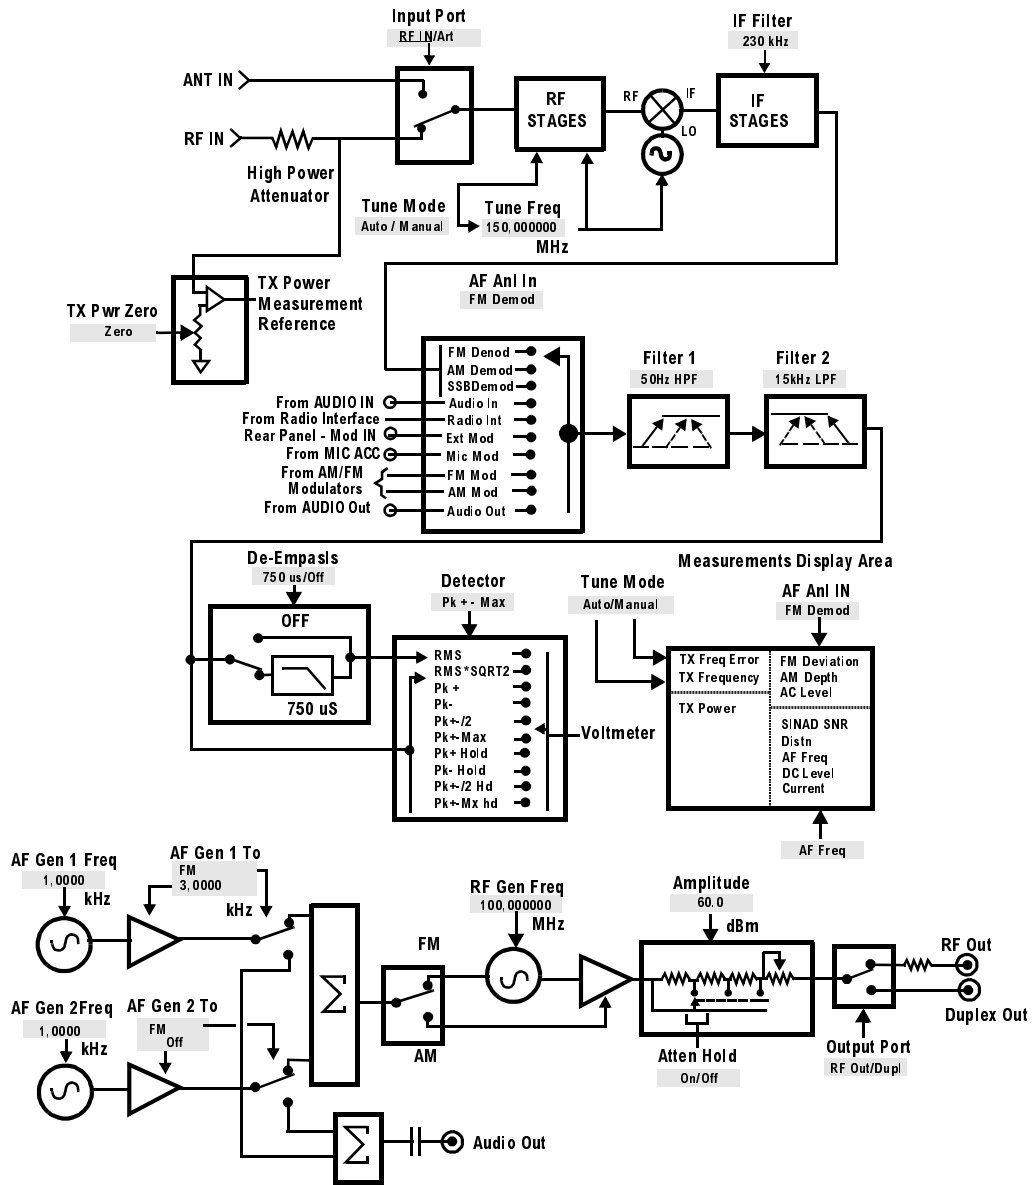 Input Port
RF IN/Art
IF Filter
230 kHz
ANT IN
RF IN
High Power
Attenuator
RF
STAGES
RF
IF
LO
IF
STAGES
Tune Mode
Auto / Manual
Tune Freq
150,000000
MHz
TX Pwr Zero
Zero
TX Power
Measurement
Reference
AF Anl In
FM Demod
FM Denod
AM Demod
SSBDemod
Audio In
Radio Int
Ext Mod
Mic Mod
FM Mod
AM Mod
Audio Out
From AUDIO IN
From Radio Interface
Rear Panel - Mod IN
From MIC ACC
From AM/FM
Modulators
From AUDIO Out
Filter 1
50Hz HPF
Filter 2
15kHz LPF
De-Empasls
750 us/Off
OFF
750 uS
Detector
Pk + - Max
RMS
RMS*SQRT2
Pk +
Pk-
Pk+-/2
Pk+-Max
Pk+ Hold
Pk- Hold
Pk+-/2 Hd
Pk+-Mx hd
Voltmeter
Measurements Display Area
Tune Mode
Auto/Manual
AF Anl IN
FM Demod
TX Freq Error
TX Frequency
TX Power
FM Deviation
AM Depth
AC Level
SINAD SNR
Distn
AF Freq
DC Level
Current
AF Freq
AF Gen 1 Freq
1,0000
kHz
AF Gen 1 To
FM
3,0000
kHz
AF Gen 2Freq
1,0000
kHz
AF Gen 2 To
FM
Off
Σ
Σ
Audio Out
FM
AM
RF Gen Freq
100,000000
MHz
Amplitude
60.0
dBm
Atten Hold
On/Off
Output Port
RF Out/Dupl
RF Out
Duplex Out